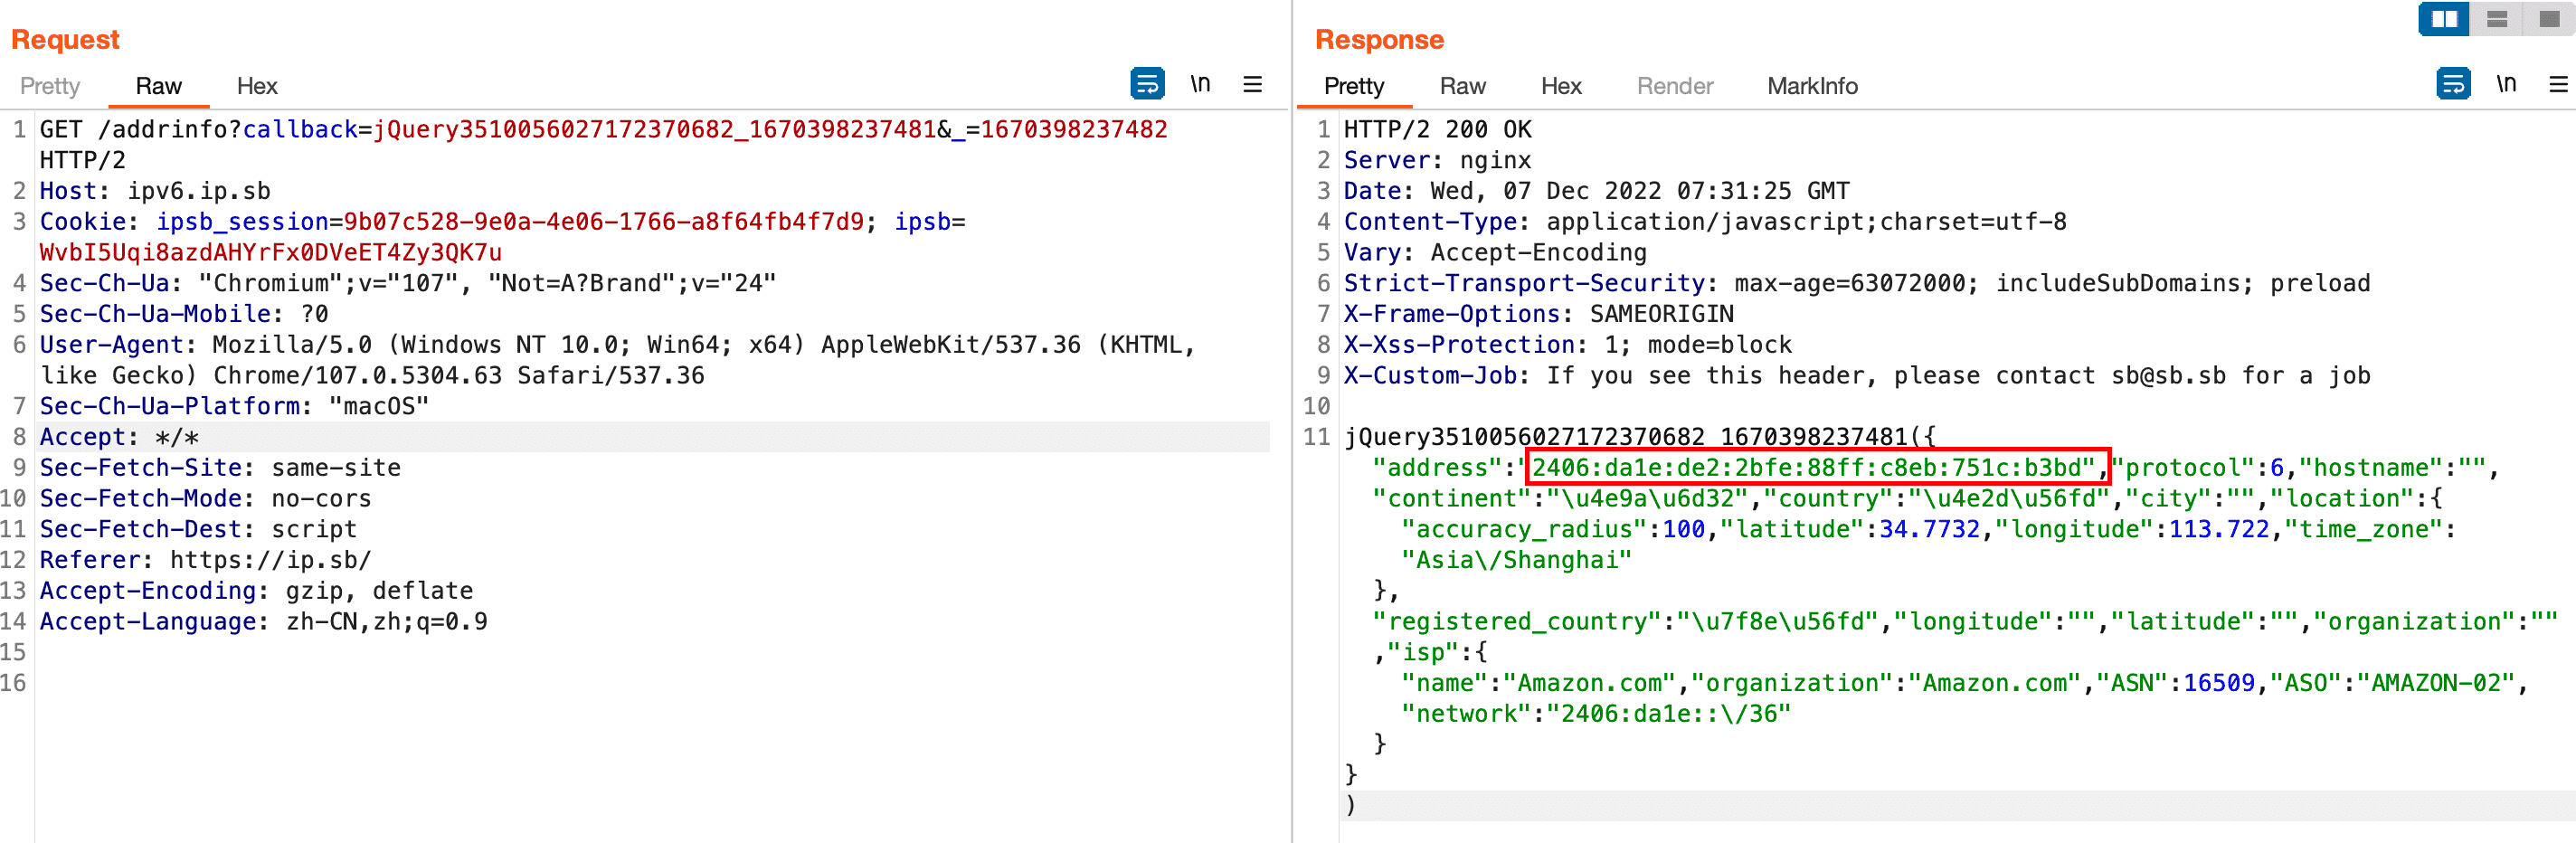 Request
Pretty Raw Hex \n
1 GET /addrinfo?callback=jQuery3510056027172370682_1670398237481&_=1670398237482
HTTP/2
2 Host: ipv6.ip.sb
3 Cookie: ipsb_session=9b07c528-9e0a-4e06-1766-a8f64fb4f7d9; ipsb=
WvbI5Uqi8azdAHYrFx0DVeET4Zy3QK7u
4 Sec-Ch-Ua: "Chromium";v="107", "Not=A?Brand";v="24"
5 Sec-Ch-Ua-Mobile: ?0
6 User-Agent: Mozilla/5.0 (Windows NT 10.0; Win64; x64) AppleWebKit/537.36 (KHTML,
like Gecko) Chrome/107.0.5304.63 Safari/537.36
7 Sec-Ch-Ua-Platform: "macOS"
8 Accept: */*
9 Sec-Fetch-Site: same-site
10 Sec-Fetch-Mode: no-cors
11 Sec-Fetch-Dest: script
12 Referer: https://ip.sb/
13 Accept-Encoding: gzip, deflate
14 Accept-Language: zh-CN,zh;q=0.9
15
16
Response
Pretty Raw Hex Render MarkInfo \n
1 HTTP/2 200 OK
2 Server: nginx
3 Date: Wed, 07 Dec 2022 07:31:25 GMT
4 Content-Type: application/javascript;charset=utf-8
5 Vary: Accept-Encoding
6 Strict-Transport-Security: max-age=63072000; includeSubDomains; preload
7 X-Frame-Options: SAMEORIGIN
8 X-Xss-Protection: 1; mode=block
9 X-Custom-Job: If you see this header, please contact sb@sb.sb for a job
10
11 jQuery3510056027172370682_1670398237481({
"address":"2406:da1e:de2:2bfe:88ff:c8eb:751c:b3bd","protocol":6,"hostname":"",
"continent":"\u4e9a\u6d32","country":"\u4e2d\u56fd","city":"","location":{
"accuracy_radius":100,"latitude":34.7732,"longitude":113.722,"time_zone":
"Asia\/Shanghai"
},
"registered_country":"\u7f8e\u56fd","longitude":"","latitude":"","organization":""
,"isp":{
"name":"Amazon.com","organization":"Amazon.com","ASN":16509,"ASO":"AMAZON-02",
"network":"2406:da1e::\/36"
}
}
)